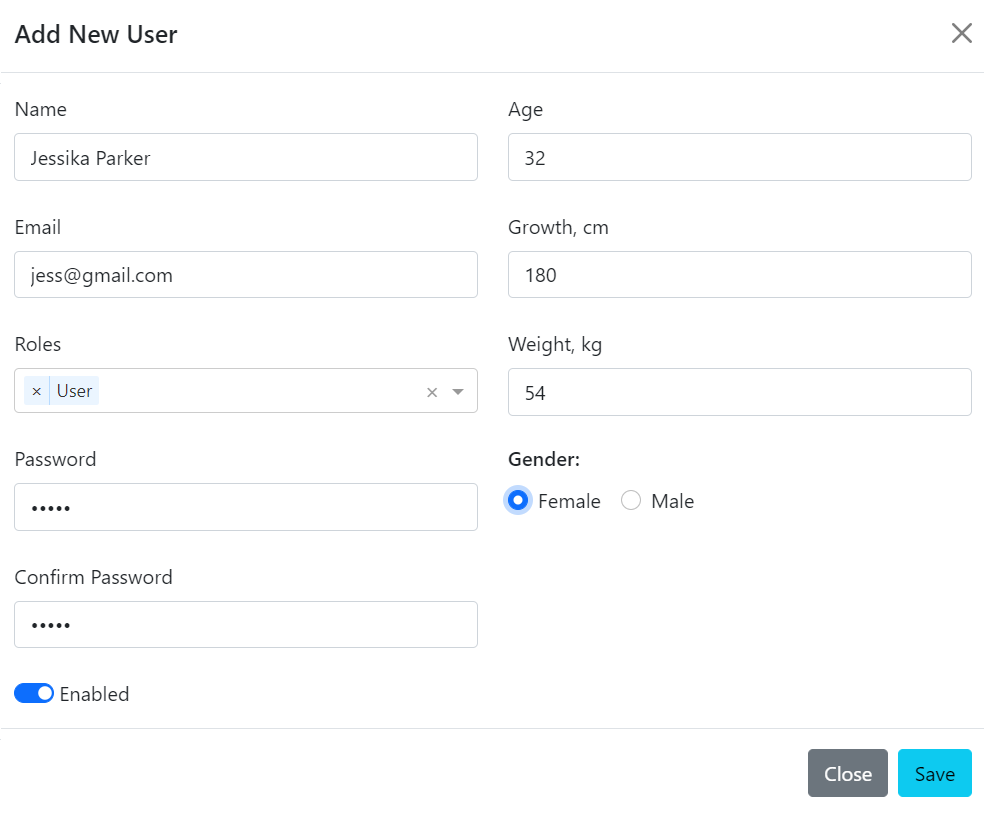 Add New User
Name
Jessika Parker
Age
32
Email
jess@gmail.com
Growth, cm
180
Roles
× User
Weight, kg
54
Password
•••••
Gender:
Female
Male
Confirm Password
•••••
Enabled
Close
Save